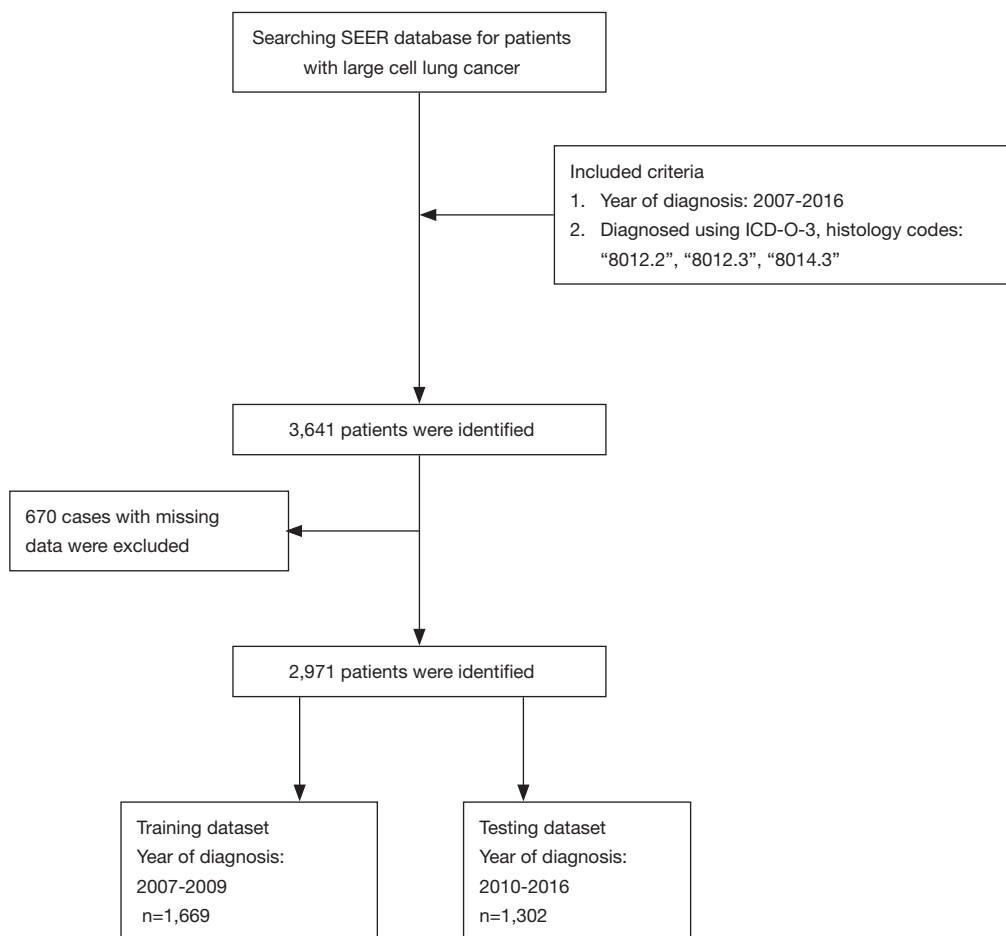 Searching SEER database for patients
with large cell lung cancer
Included criteria
1. Year of diagnosis: 2007-2016
2. Diagnosed using ICD-O-3, histology codes:
“8012.2”, “8012.3”, “8014.3”
3,641 patients were identified
670 cases with missing
data were excluded
2,971 patients were identified
Training dataset
Year of diagnosis:
2007-2009
n=1,669
Testing dataset
Year of diagnosis:
2010-2016
n=1,302